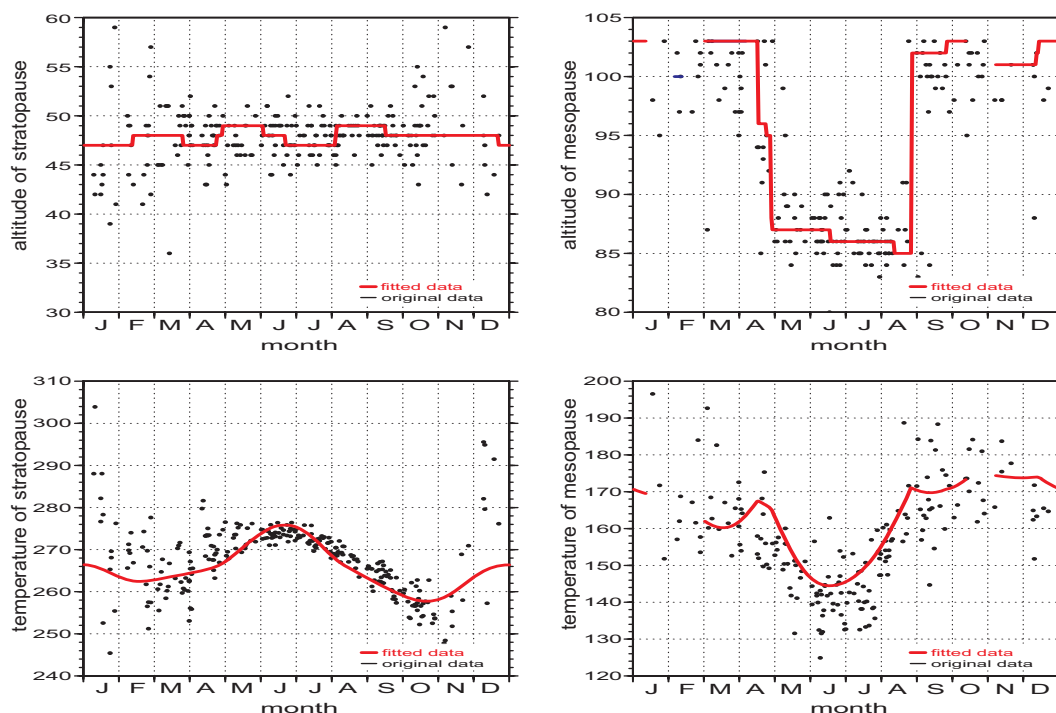 60
55
50
45
40
35
30
altitude of stratopause
fitted data
original data
J F M A M J J A S O N D
month
105
100
95
90
85
80
altitude of mesopause
fitted data
original data
J F M A M J J A S O N D
month
310
300
290
280
270
260
250
240
temperature of stratopause
fitted data
original data
J F M A M J J A S O N D
month
200
190
180
170
160
150
140
130
120
temperature of mesopause
fitted data
original data
J F M A M J J A S O N D
month